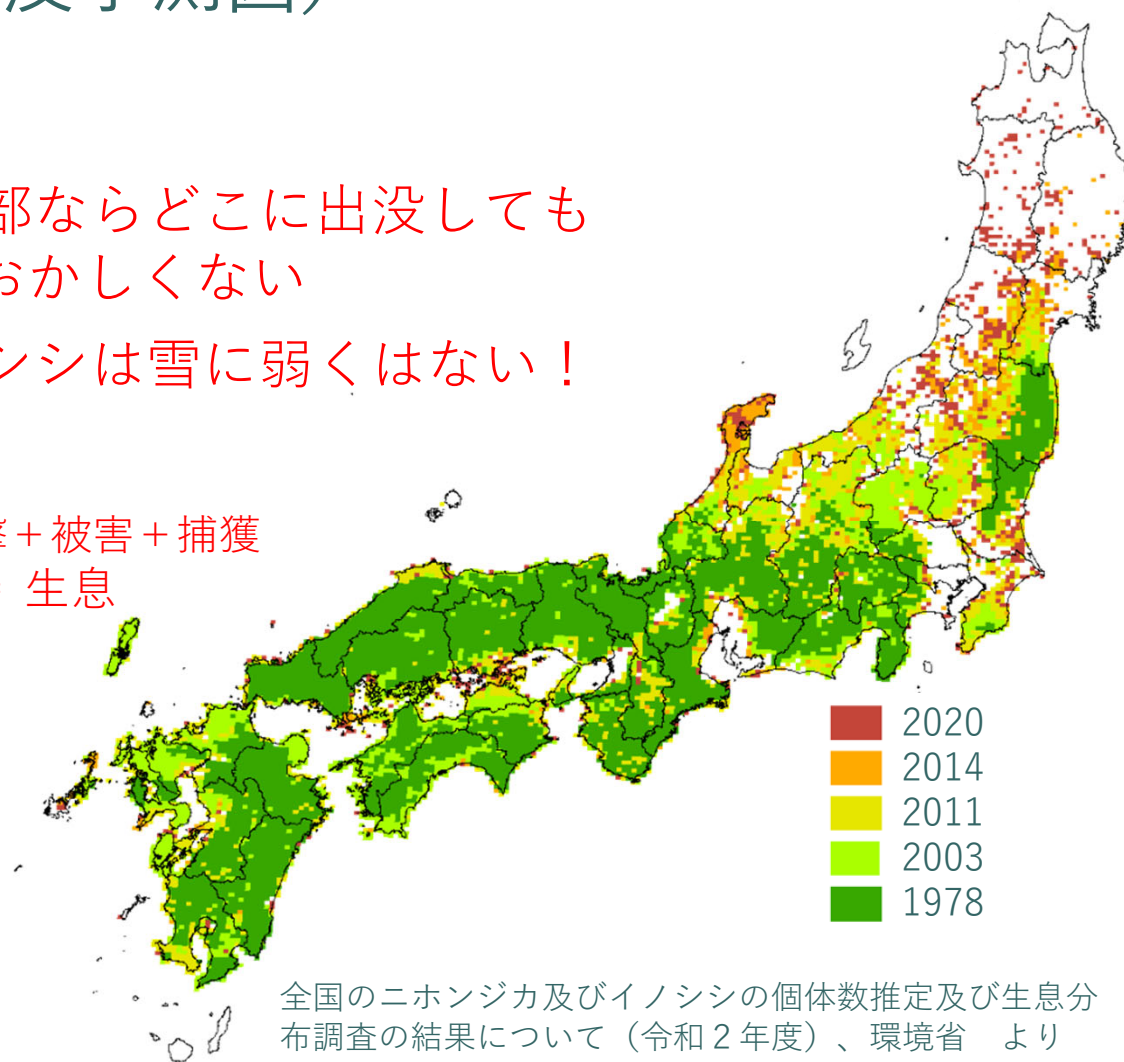 部ならどこに出没しても
おかしくない
ンシは雪に弱くはない！
＋被害＋捕獲
生息
2020
2014
2011
2003
1978
全国のニホンジカ及びイノシシの個体数推定及び生息分
布調査の結果について（令和２年度）、環境省　より